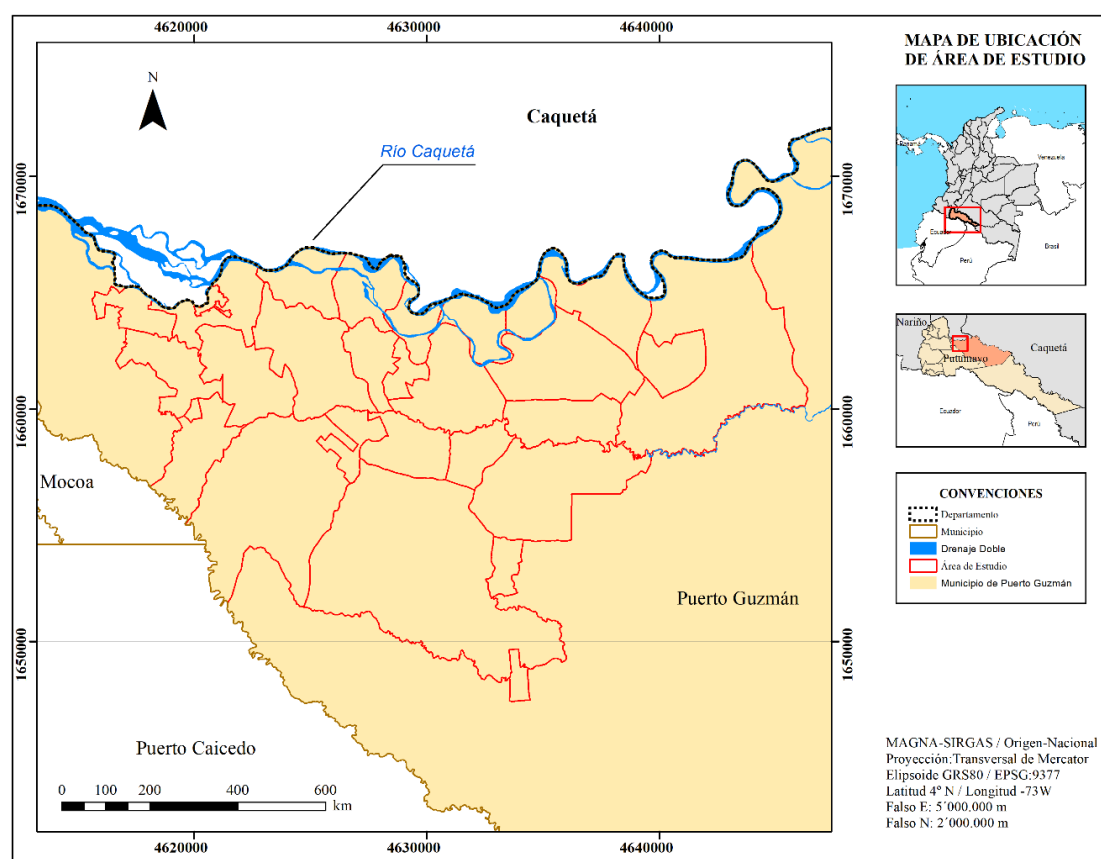 4620000 4630000 4640000
N
Caquetá
Río Caquetá
1670000 1670000
1660000 1660000
Mocoa
Puerto Guzmán
1650000 1650000
Puerto Caicedo
0 100 200 400 600
km
4620000 4630000 4640000
MAPA DE UBICACIÓN
DE ÁREA DE ESTUDIO
Panamá
Venezuela
Ecuador
Brasil
Perú
Nariño
Caquetá
Putumayo
Ecuador
Perú
CONVENCIONES
Departamento
Municipio
Drenaje Doble
Área de Estudio
Municipio de Puerto Guzmán
MAGNA-SIRGAS / Origen-Nacional
Proyección:Transversal de Mercator
Elipsoide GRS80 / EPSG:9377
Latitud 4° N / Longitud -73W
Falso E: 5´000.000 m
Falso N: 2´000.000 m